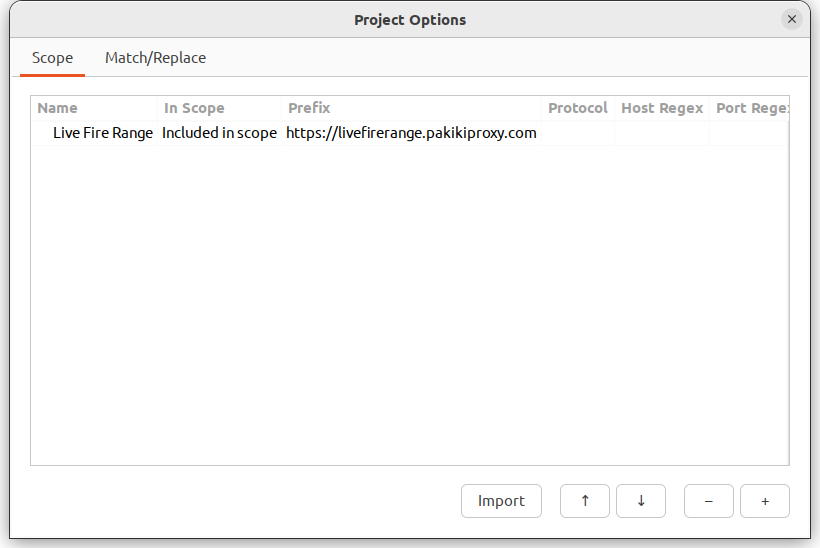 Project Options
Scope Match/Replace
Name In Scope Prefix Protocol Host Regex Port Rege
Live Fire Range Included in scope https://livefirerange.pakikiproxy.com
Import ↑ ↓ − +